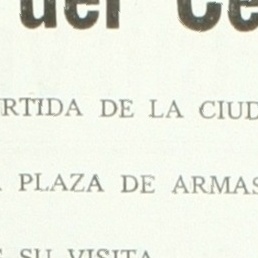 del Ce
RTIDA DE LA CIUD
PLAZA DE ARMAS
SU VISITA